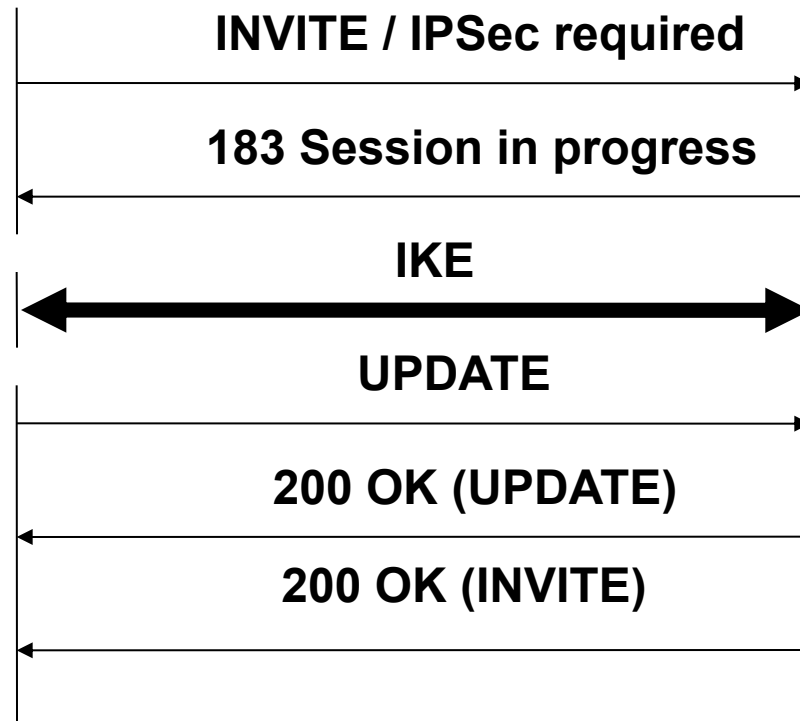 INVITE / IPSec required
183 Session in progress
IKE
UPDATE
200 OK (UPDATE)
200 OK (INVITE)